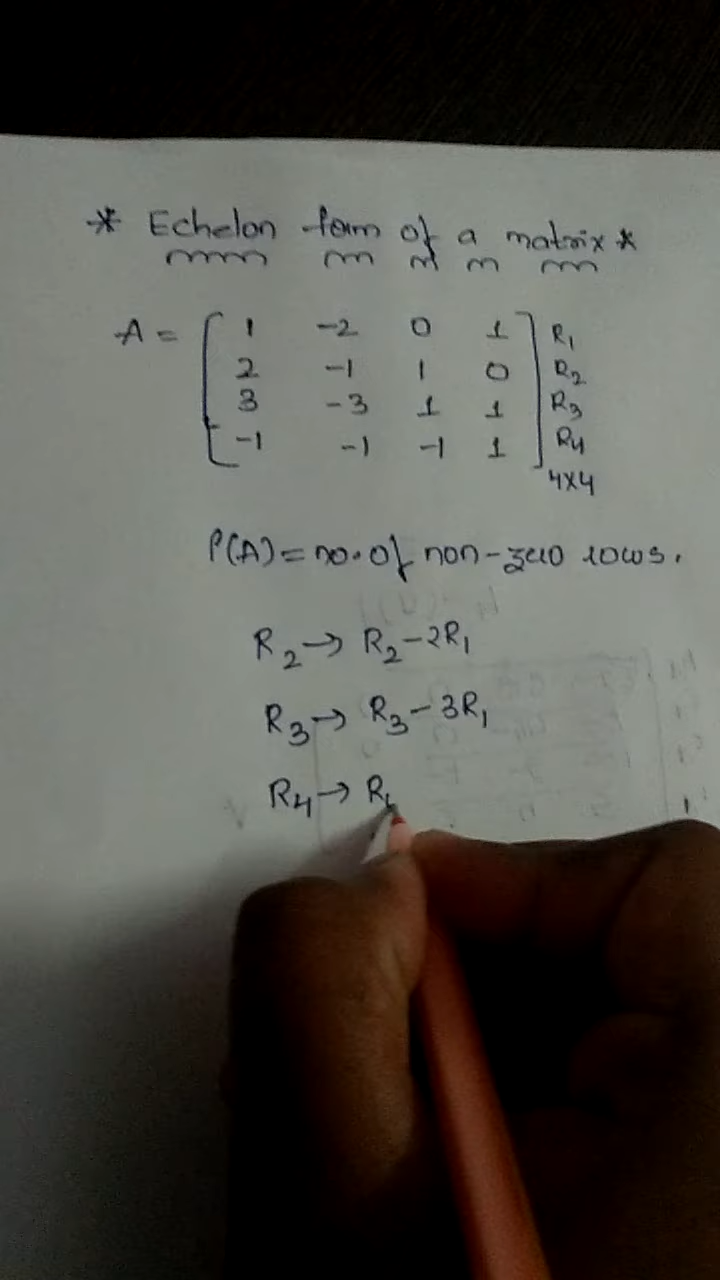 * Echelon form of a matrix *
A = [ 1 -2 0 1 ] R1
2 -1 1 0 R2
3 -3 1 1 R3
-1 -1 -1 1 R4
4x4
P(A) = no. of non-zero rows.
R2 → R2 - 2R1
R3 → R3 - 3R1
R4 → R